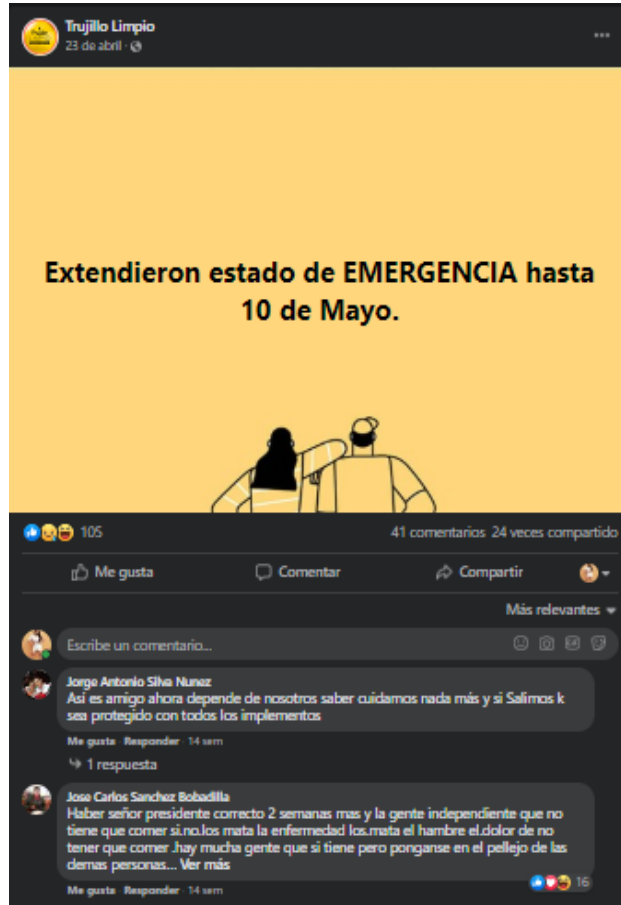 Trujillo Limpio
23 de abril ·
Extendieron estado de EMERGENCIA hasta
10 de Mayo.
105
41 comentarios 24 veces compartido
Me gusta
Comentar
Compartir
Más relevantes
Escribe un comentario...
Jorge Antonio Silva Nunez
Asi es amigo ahora depende de nosotros saber cuidarnos nada más y si Salimos k
sea protegido con todos los implementos
Me gusta · Responder · 14 sem
1 respuesta
Jose Carlos Sanchez Bobadilla
Haber señor presidente correcto 2 semanas mas y la gente independiente que no
tiene que comer si.no.los mata la enfermedad los.mata el hambre el.dolor de no
tener que comer .hay mucha gente que si tiene pero ponganse en el pellejo de las
demas personas... Ver más
16
Me gusta · Responder · 14 sem